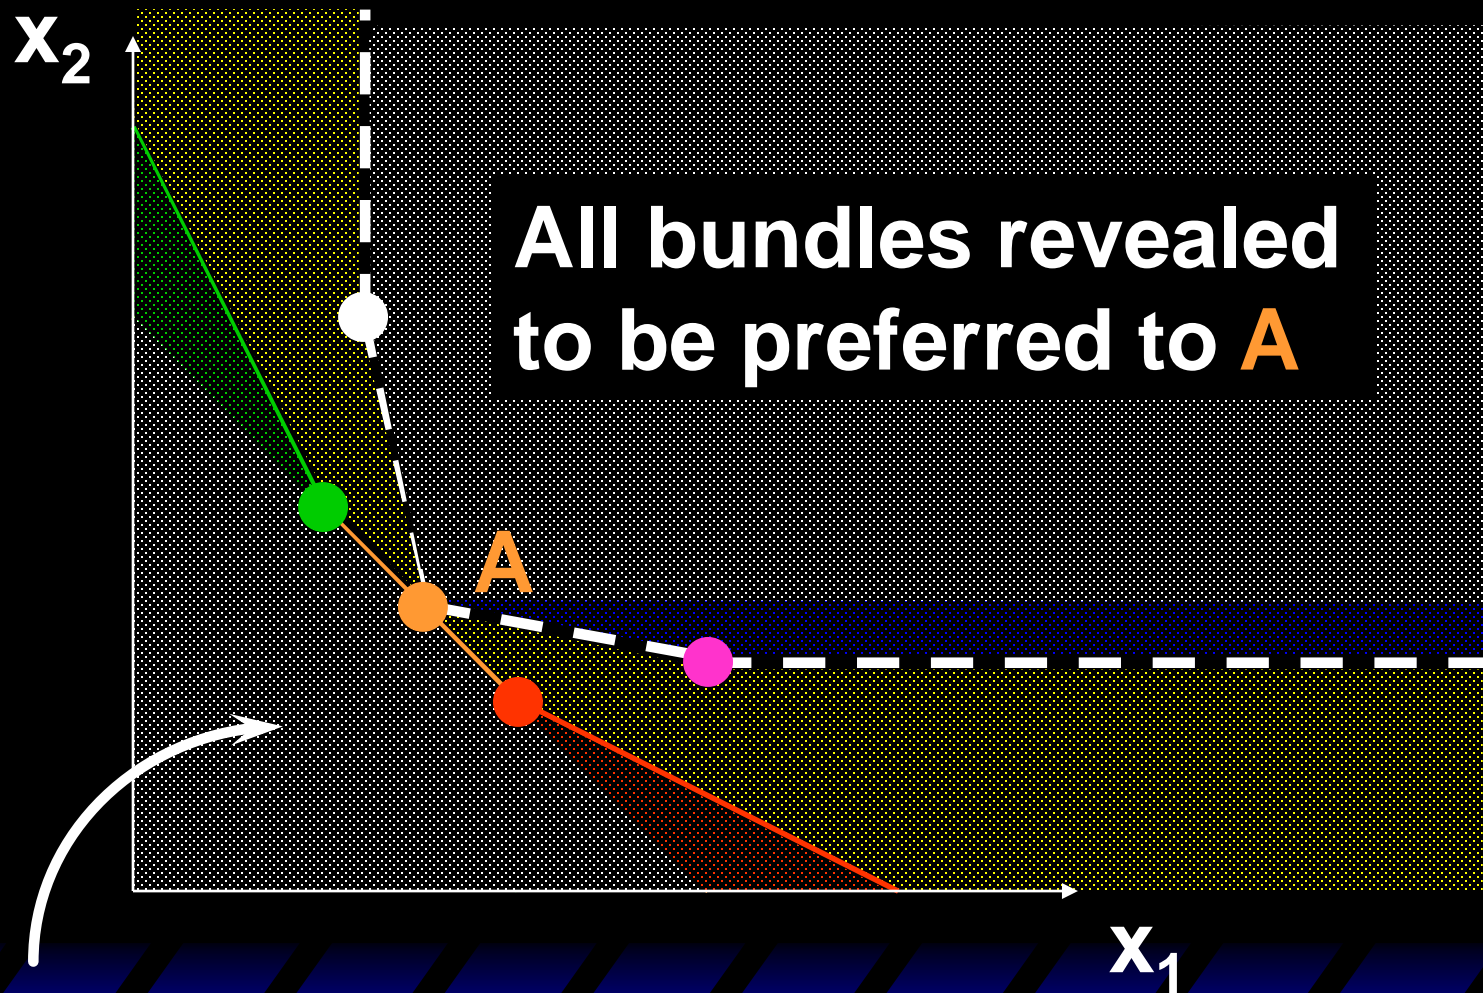 x₂
All bundles revealed
to be preferred to A
A
x₁